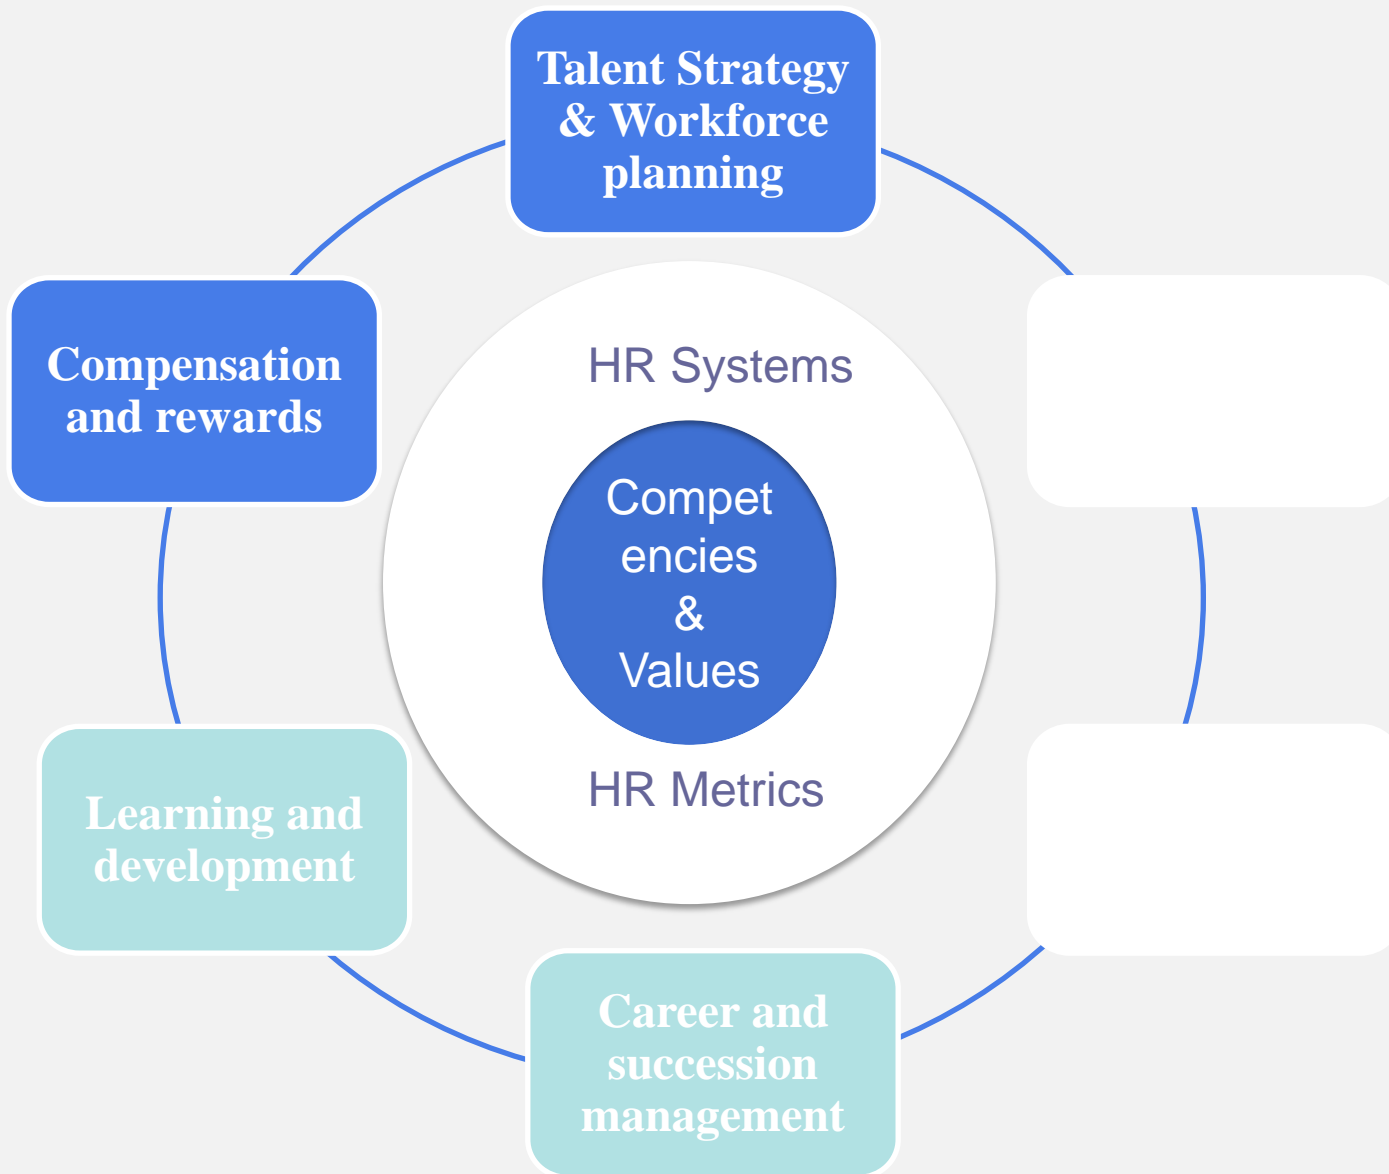 Talent Strategy
& Workforce
planning
Compensation
and rewards
HR Systems
Compet
encies
&
Values
HR Metrics
Learning and
development
Career and
succession
management